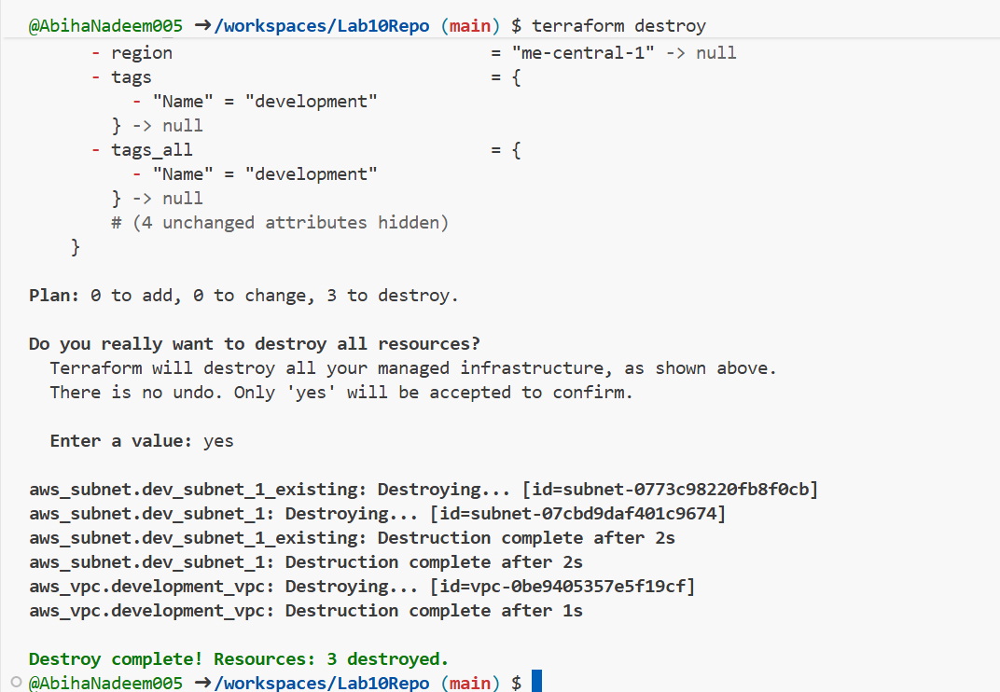 @AbihaNadeem005 ➜/workspaces/Lab10Repo (main) $ terraform destroy
- region = "me-central-1" -> null
- tags = {
- "Name" = "development"
} -> null
- tags_all = {
- "Name" = "development"
} -> null
# (4 unchanged attributes hidden)
}
Plan: 0 to add, 0 to change, 3 to destroy.
Do you really want to destroy all resources?
Terraform will destroy all your managed infrastructure, as shown above.
There is no undo. Only 'yes' will be accepted to confirm.
Enter a value: yes
aws_subnet.dev_subnet_1_existing: Destroying... [id=subnet-0773c98220fb8f0cb]
aws_subnet.dev_subnet_1: Destroying... [id=subnet-07cbd9daf401c9674]
aws_subnet.dev_subnet_1_existing: Destruction complete after 2s
aws_subnet.dev_subnet_1: Destruction complete after 2s
aws_vpc.development_vpc: Destroying... [id=vpc-0be9405357e5f19cf]
aws_vpc.development_vpc: Destruction complete after 1s
Destroy complete! Resources: 3 destroyed.
@AbihaNadeem005 ➜/workspaces/Lab10Repo (main) $